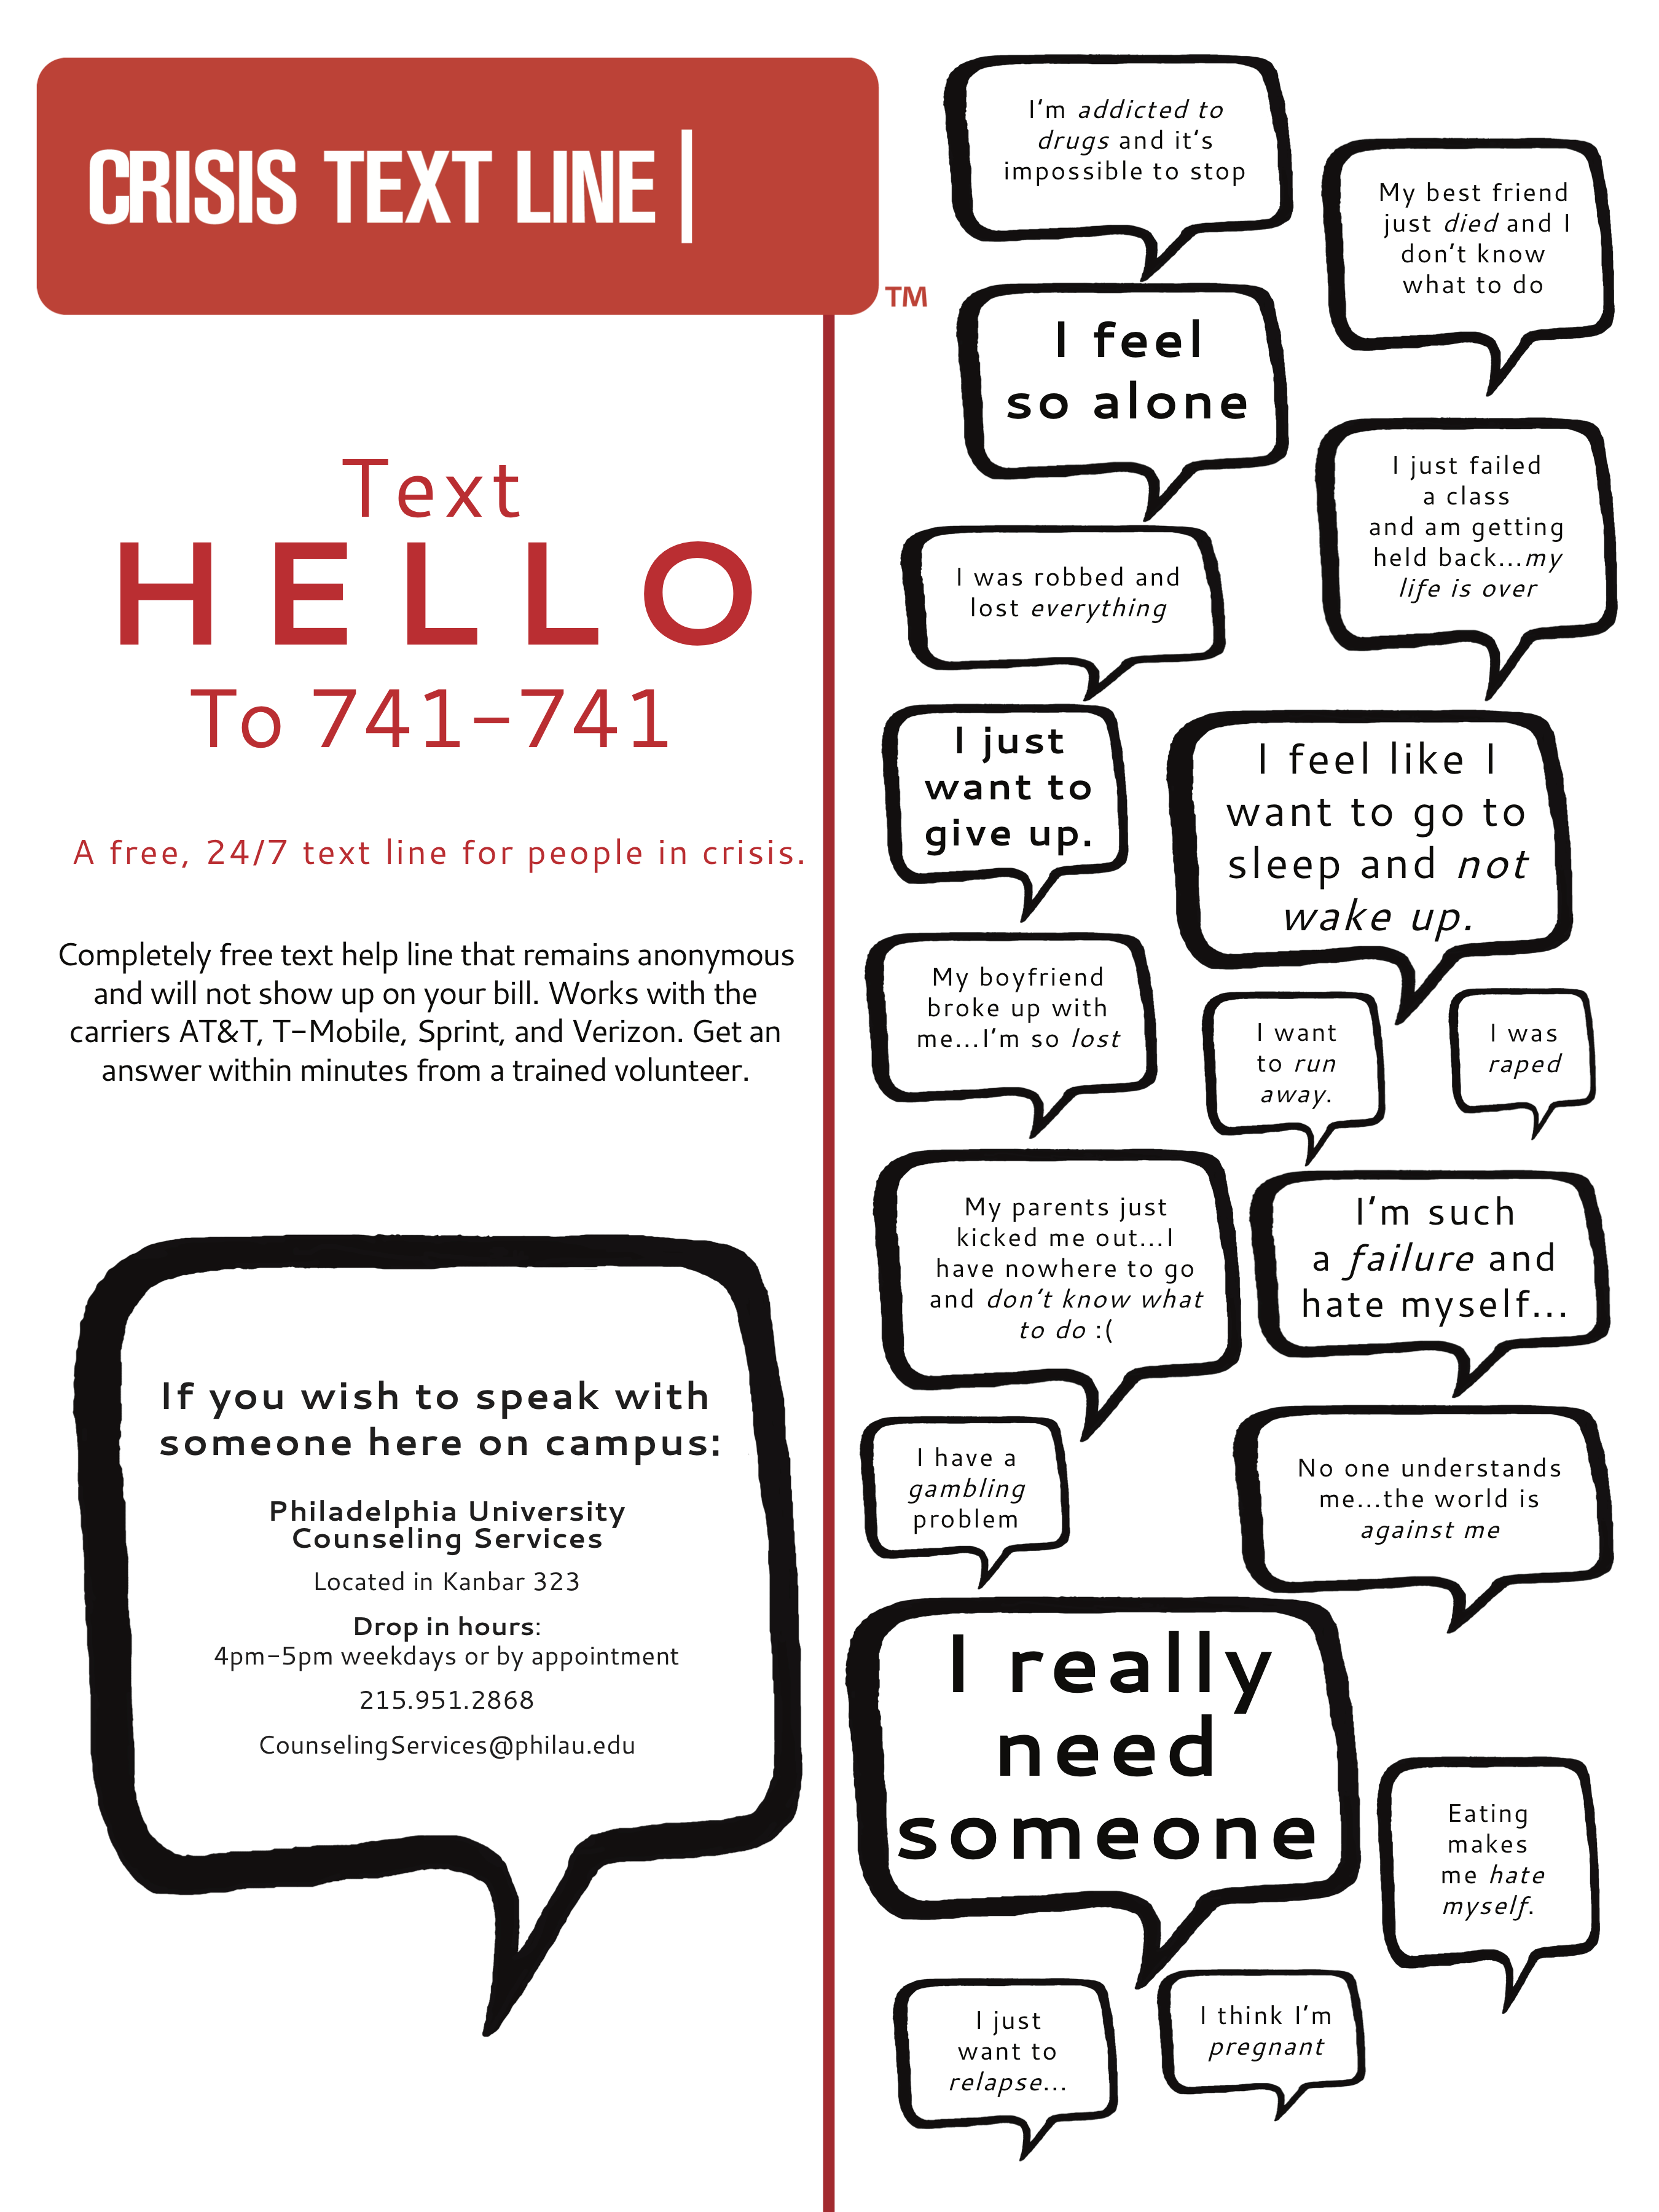 CRISIS TEXT LINE|
TM
Text
HELLO
To 741-741
A free, 24/7 text line for people in crisis.
Completely free text help line that remains anonymous
and will not show up on your bill. Works with the
carriers AT&T, T-Mobile, Sprint, and Verizon. Get an
answer within minutes from a trained volunteer.
If you wish to speak with
someone here on campus:
Philadelphia University
Counseling Services
Located in Kanbar 323
Drop in hours:
4pm-5pm weekdays or by appointment
215.951.2868
CounselingServices@philau.edu
I'm addicted to
drugs and it's
impossible to stop
My best friend
just died and I
don't know
what to do
I feel
so alone
I just failed
a class
and am getting
held back...my
life is over
I was robbed and
lost everything
I just
want to
give up.
I feel like I
want to go to
sleep and not
wake up.
My boyfriend
broke up with
me...I'm so lost
I want
to run
away.
I was
raped
My parents just
kicked me out...I
have nowhere to go
and don't know what
to do :(
I'm such
a failure and
hate myself...
I have a
gambling
problem
No one understands
me...the world is
against me
I really
need
someone
Eating
makes
me hate
myself.
I just
want to
relapse...
I think I'm
pregnant